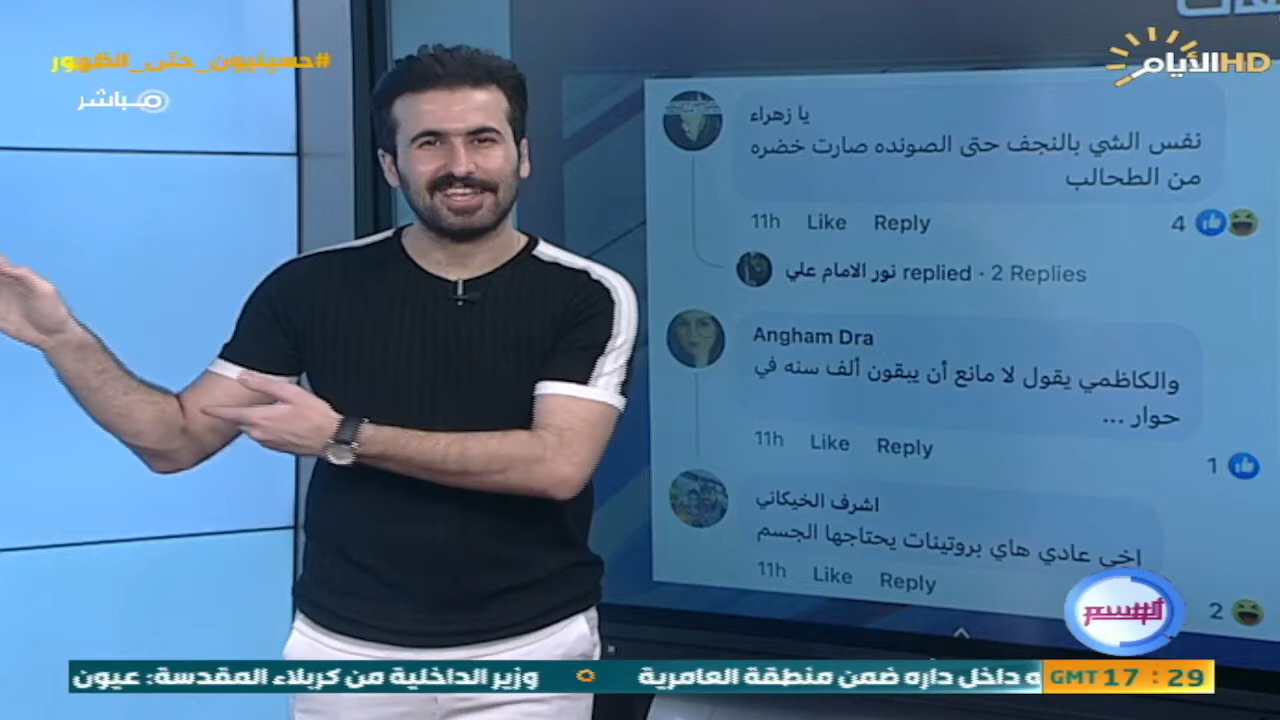 #حسينيون_حتى_الظهور
مباشر
الأيام HD
يا زهراء
نفس الشي بالنجف حتى الصونده صارت خضره
من الطحالب
11h Like Reply 4
نور الامام علي replied · 2 Replies
Angham Dra
والكاظمي يقول لا مانع أن يبقون ألف سنه في
حوار ...
11h Like Reply
1
اشرف الخيكاني
اخي عادي هاي بروتينات يحتاجها الجسم
11h Like Reply
2
GMT 17 : 29
ه داخل داره ضمن منطقة العامرية
وزير الداخلية من كربلاء المقدسة: عيون